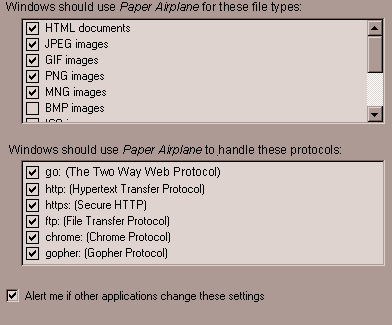 Windows should use Paper Airplane for these file types:
HTML documents
JPEG images
GIF images
PNG images
MNG images
BMP images
Windows should use Paper Airplane to handle these protocols:
go: (The Two Way Web Protocol)
http: (Hypertext Transfer Protocol)
https: (Secure HTTP)
ftp: (File Transfer Protocol)
chrome: (Chrome Protocol)
gopher: (Gopher Protocol)
Alert me if other applications change these settings